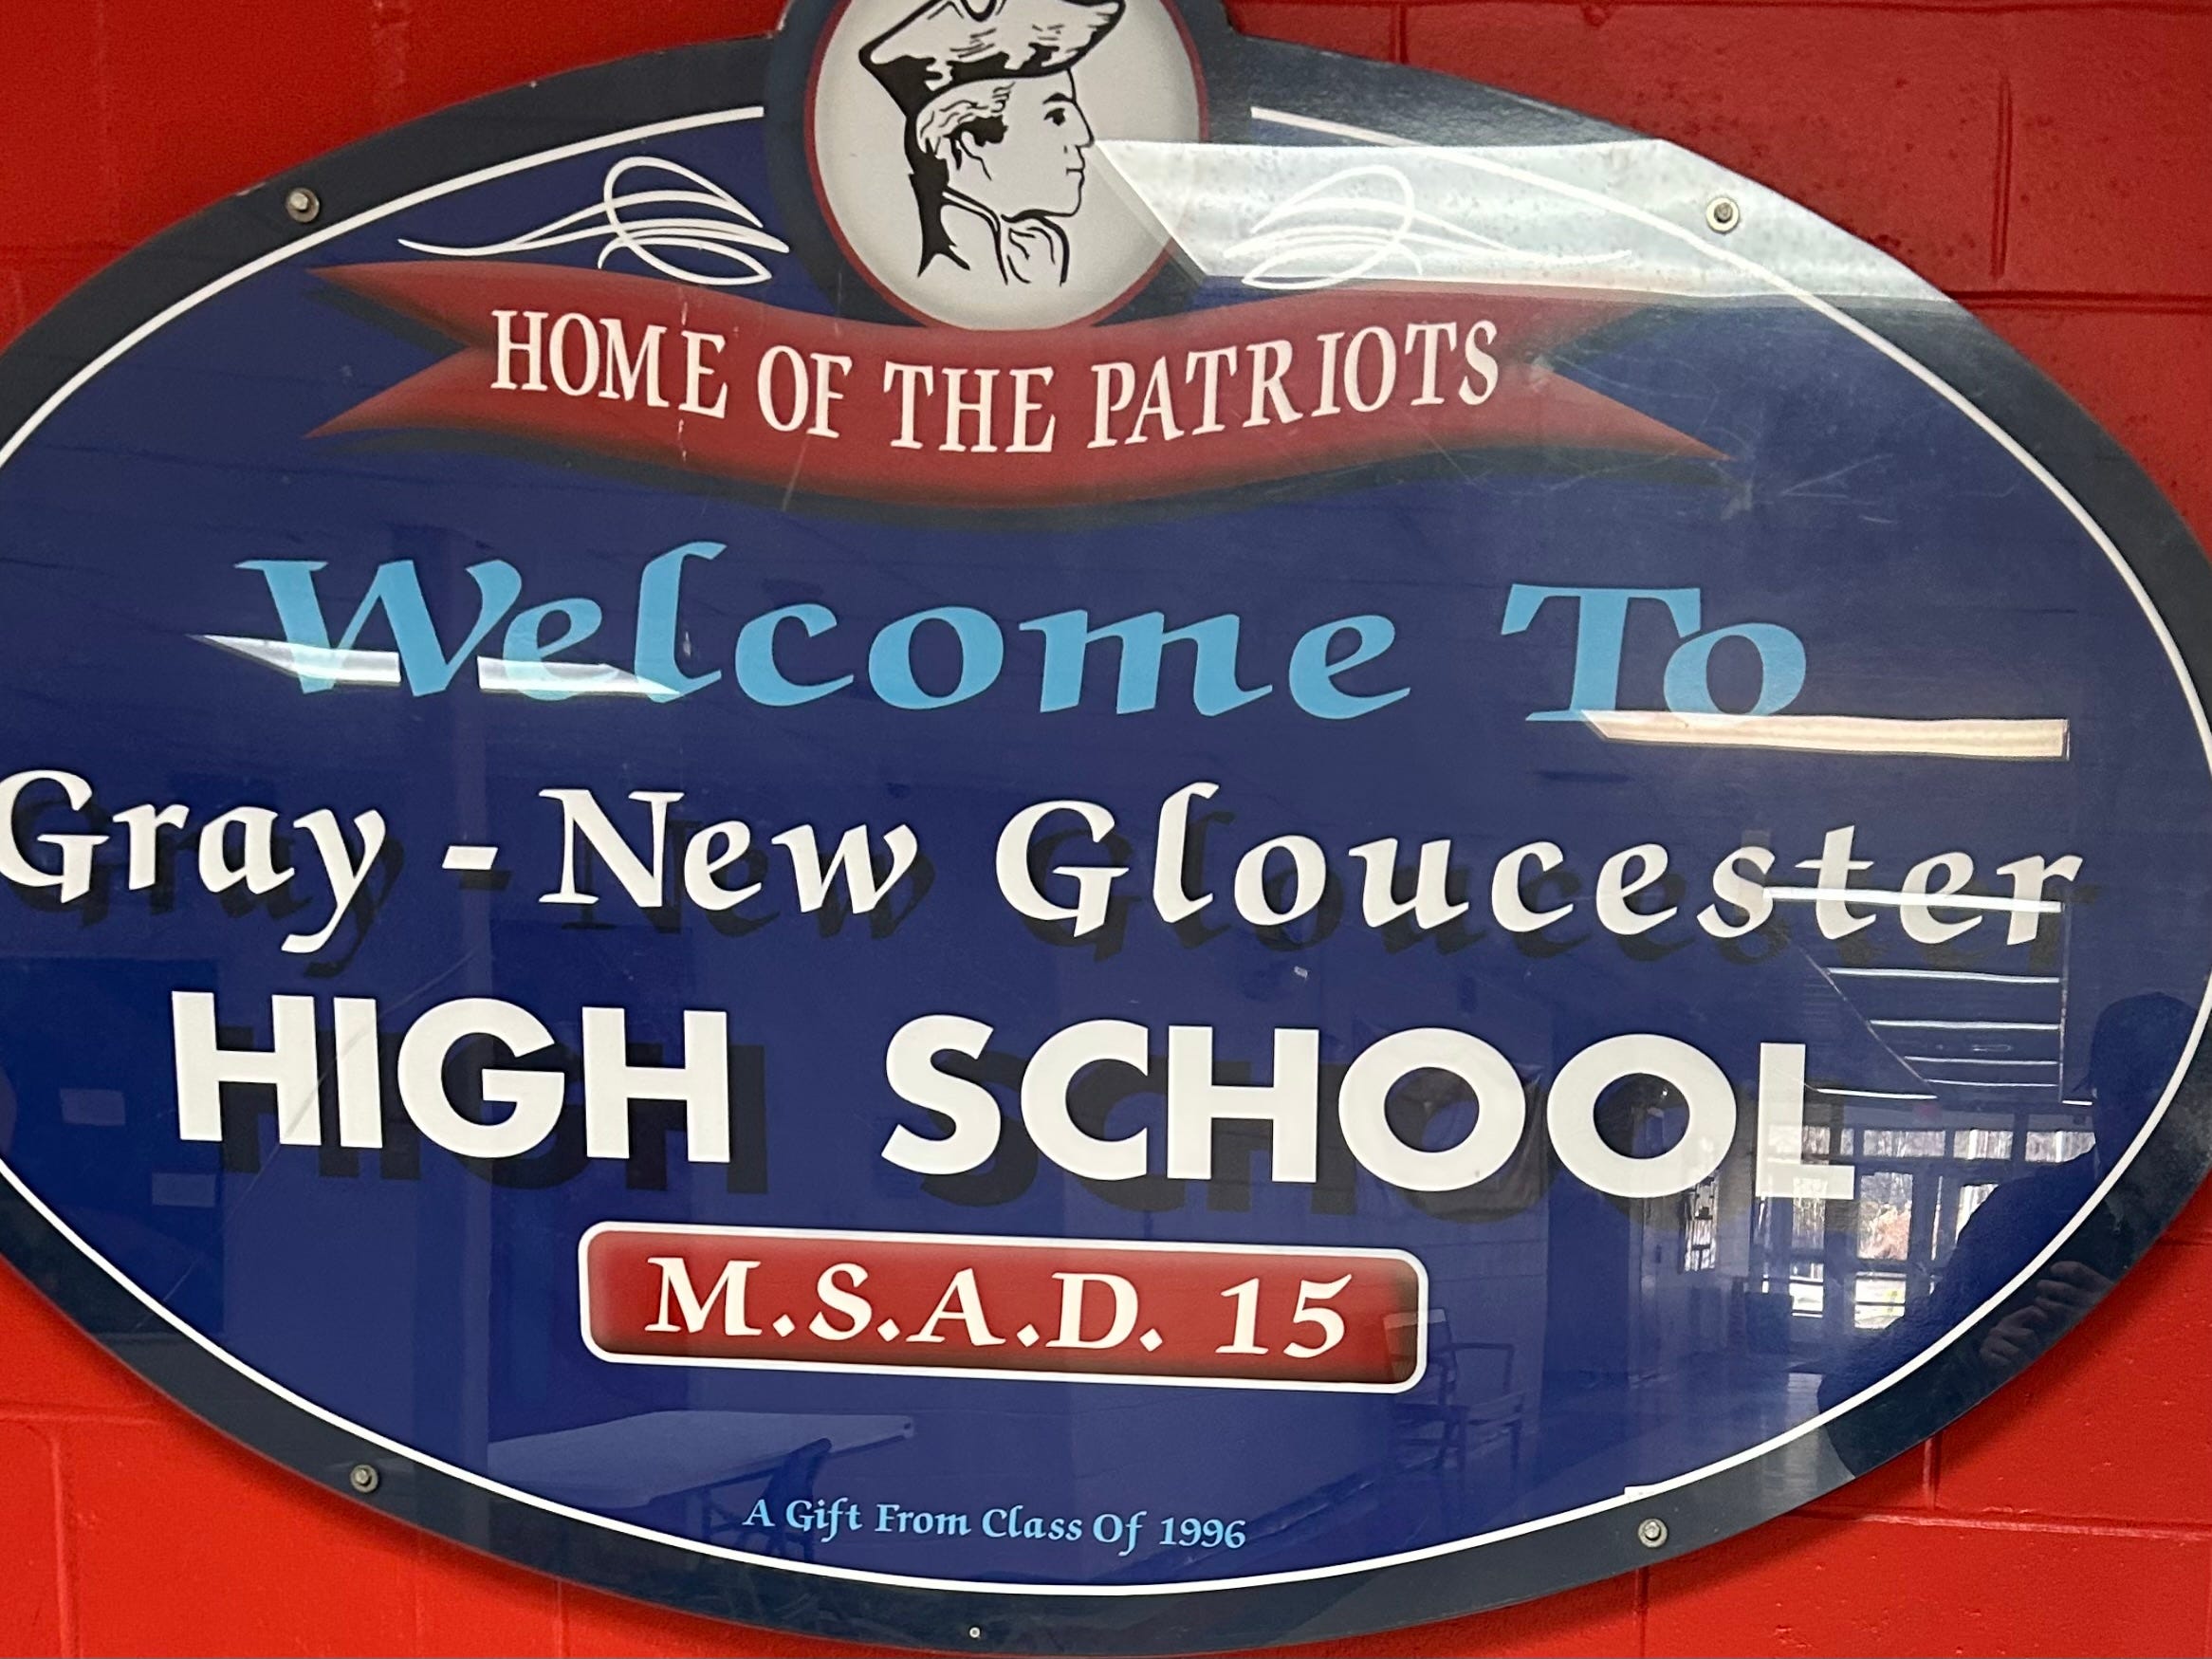 HOME OF THE PATRIOTS
Welcome To
Gray - New Gloucester
HIGH SCHOOL
M.S.A.D. 15
A Gift From Class Of 1996